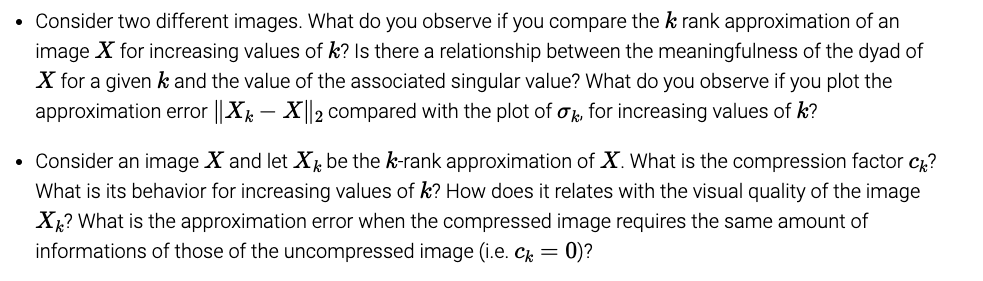 • Consider two different images. What do you observe if you compare the k rank approximation of an
image X for increasing values of k? Is there a relationship between the meaningfulness of the dyad of
X for a given k and the value of the associated singular value? What do you observe if you plot the
approximation error ||X_k − X||_2 compared with the plot of σ_k, for increasing values of k?
• Consider an image X and let X_k be the k-rank approximation of X. What is the compression factor c_k?
What is its behavior for increasing values of k? How does it relates with the visual quality of the image
X_k? What is the approximation error when the compressed image requires the same amount of
informations of those of the uncompressed image (i.e. c_k = 0)?